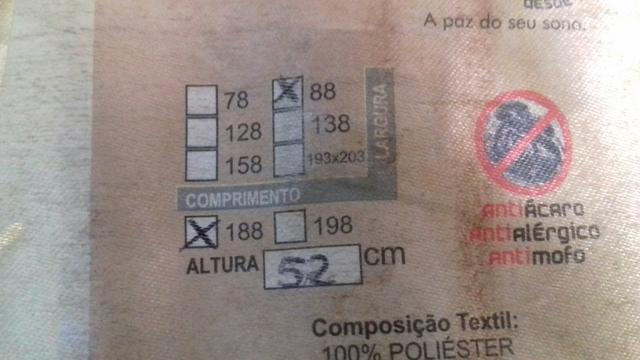 DESDE
A paz do seu sono.
78 X 88
128 138
158 193x203
LARGURA
COMPRIMENTO
X 188 198
ALTURA 52 cm
antiácaro
antialérgico
antimofo
Composição Textil:
100% POLIÉSTER